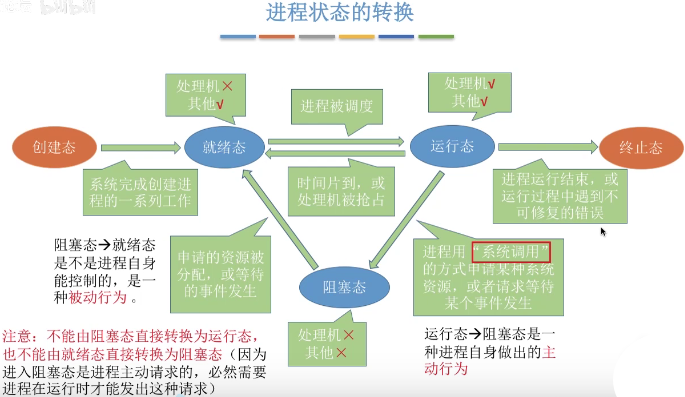 bilibili
进程状态的转换
处理机×
其他√
进程被调度
处理机√
其他√
创建态
就绪态
运行态
终止态
系统完成创建进
程的一系列工作
时间片到，或
处理机被抢占
进程运行结束，或
运行过程中遇到不
可修复的错误
阻塞态→就绪态
是不是进程自身
能控制的，是一
种被动行为。
申请的资源被
分配，或等待
的事件发生
阻塞态
进程用“系统调用”
的方式申请某种系统
资源，或者请求等待
某个事件发生
处理机×
其他×
运行态→阻塞态是一
种进程自身做出的主
动行为
注意：不能由阻塞态直接转换为运行态，
也不能由就绪态直接转换为阻塞态（因为
进入阻塞态是进程主动请求的，必然需要
进程在运行时才能发出这种请求）